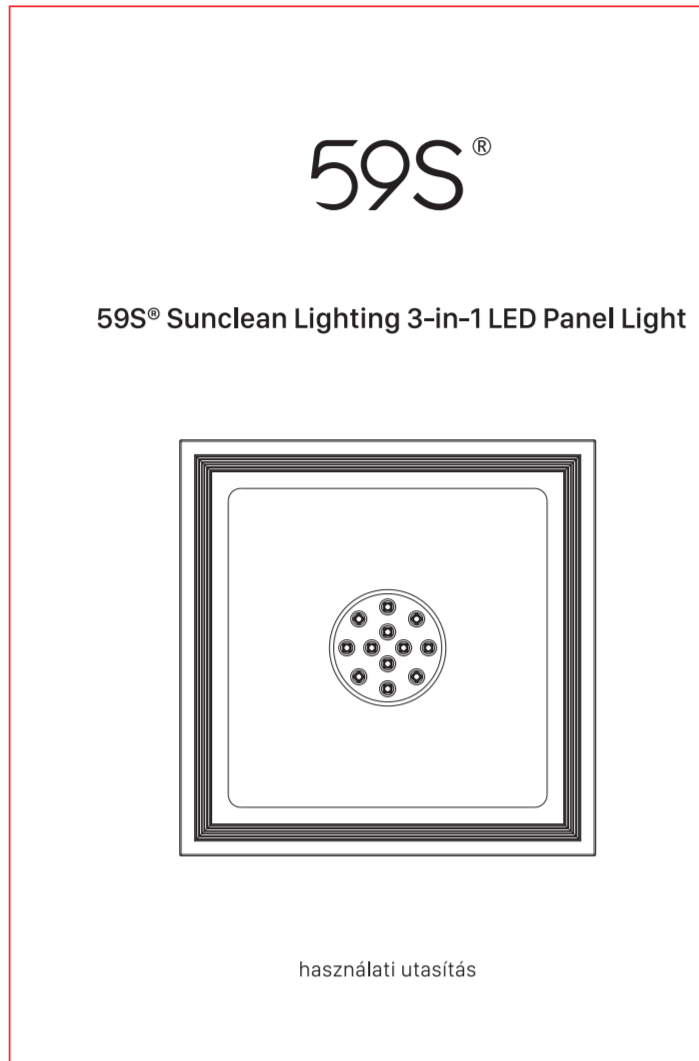 59S®
59S® Sunclean Lighting 3-in-1 LED Panel Light
használati utasítás